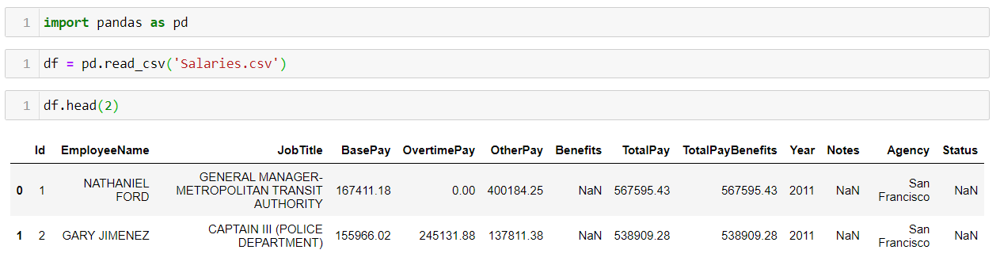 1 import pandas as pd
1 df = pd.read_csv('Salaries.csv')
1 df.head(2)
Id EmployeeName JobTitle BasePay OvertimePay OtherPay Benefits TotalPay TotalPayBenefits Year Notes Agency Status
0 1 NATHANIEL FORD GENERAL MANAGER-METROPOLITAN TRANSIT AUTHORITY 167411.18 0.00 400184.25 NaN 567595.43 567595.43 2011 NaN San Francisco NaN
1 2 GARY JIMENEZ CAPTAIN III (POLICE DEPARTMENT) 155966.02 245131.88 137811.38 NaN 538909.28 538909.28 2011 NaN San Francisco NaN